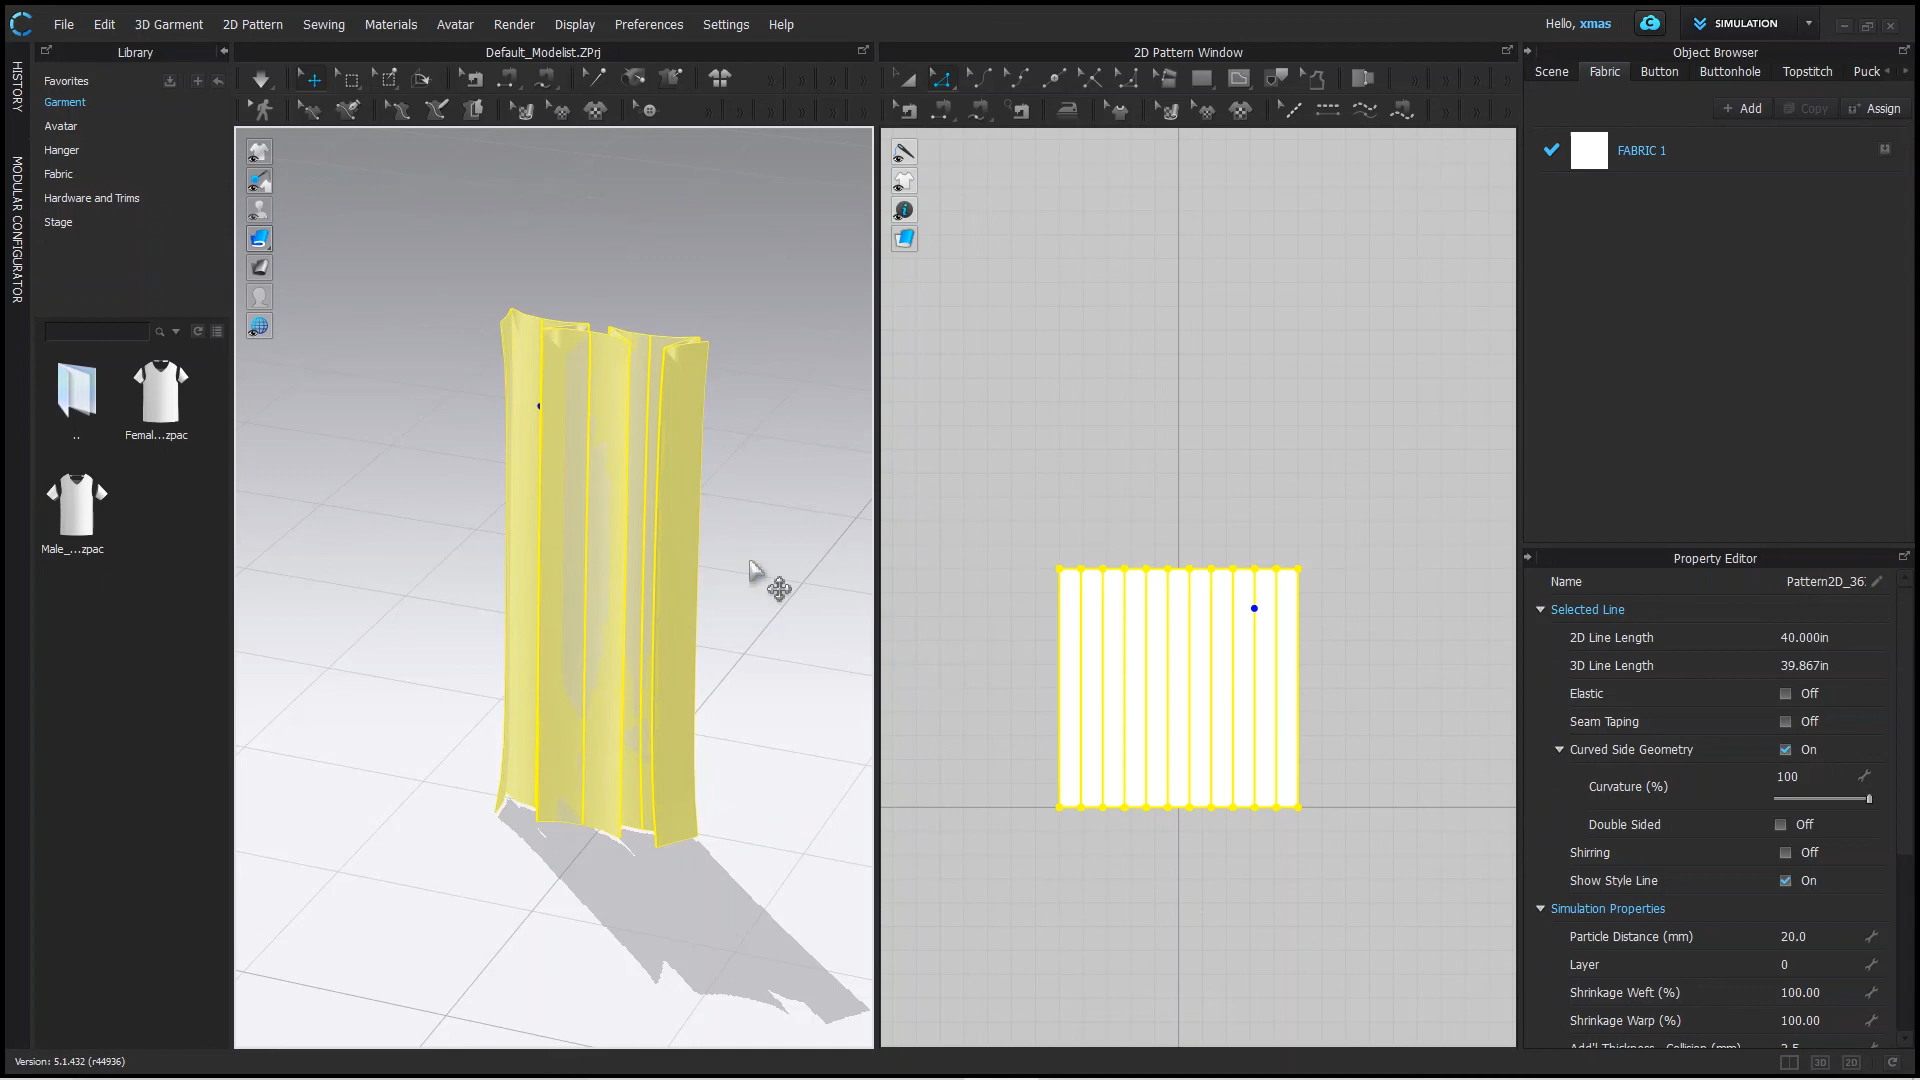 File
Edit
3D Garment
2D Pattern
Sewing
Materials
Avatar
Render
Display
Preferences
Settings
Help
Hello, xmas
SIMULATION
Library
Default_Modelist.ZPrj
2D Pattern Window
Object Browser
HISTORY
MODULAR CONFIGURATOR
Favorites
Garment
Avatar
Hanger
Fabric
Hardware and Trims
Stage
..
Femal...zpac
Male_...zpac
Scene
Fabric
Button
Buttonhole
Topstitch
Puck
Add
Copy
Assign
FABRIC 1
Property Editor
Name
Selected Line
2D Line Length
40.000in
3D Line Length
39.867in
Elastic
Off
Seam Taping
Off
Curved Side Geometry
On
Curvature (%)
100
Double Sided
Off
Shirring
Off
Show Style Line
On
Simulation Properties
Particle Distance (mm)
20.0
Layer
0
Shrinkage Weft (%)
100.00
Shrinkage Warp (%)
100.00
Version: 5.1.432 (r44936)
3D
2D